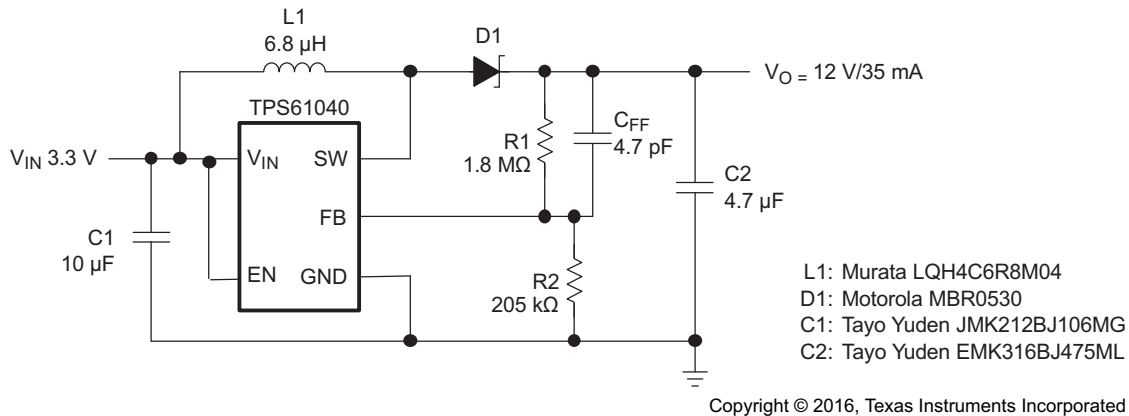 L1
6.8 µH
D1
V_O = 12 V/35 mA
TPS61040
V_IN 3.3 V
V_IN
SW
R1
1.8 MΩ
C_FF
4.7 pF
C2
4.7 µF
FB
C1
10 µF
EN
GND
R2
205 kΩ
L1: Murata LQH4C6R8M04
D1: Motorola MBR0530
C1: Tayo Yuden JMK212BJ106MG
C2: Tayo Yuden EMK316BJ475ML
Copyright © 2016, Texas Instruments Incorporated